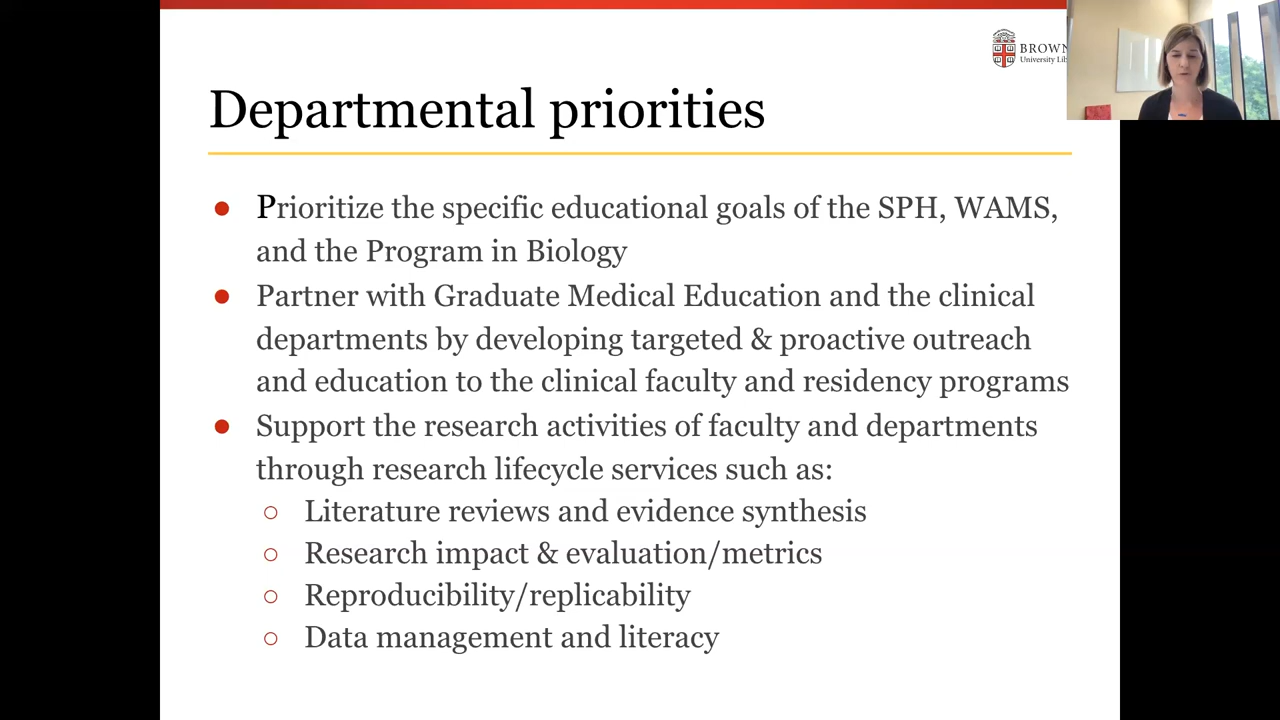 BROWN
University Lib
Departmental priorities
● Prioritize the specific educational goals of the SPH, WAMS,
and the Program in Biology
● Partner with Graduate Medical Education and the clinical
departments by developing targeted & proactive outreach
and education to the clinical faculty and residency programs
● Support the research activities of faculty and departments
through research lifecycle services such as:
○ Literature reviews and evidence synthesis
○ Research impact & evaluation/metrics
○ Reproducibility/replicability
○ Data management and literacy